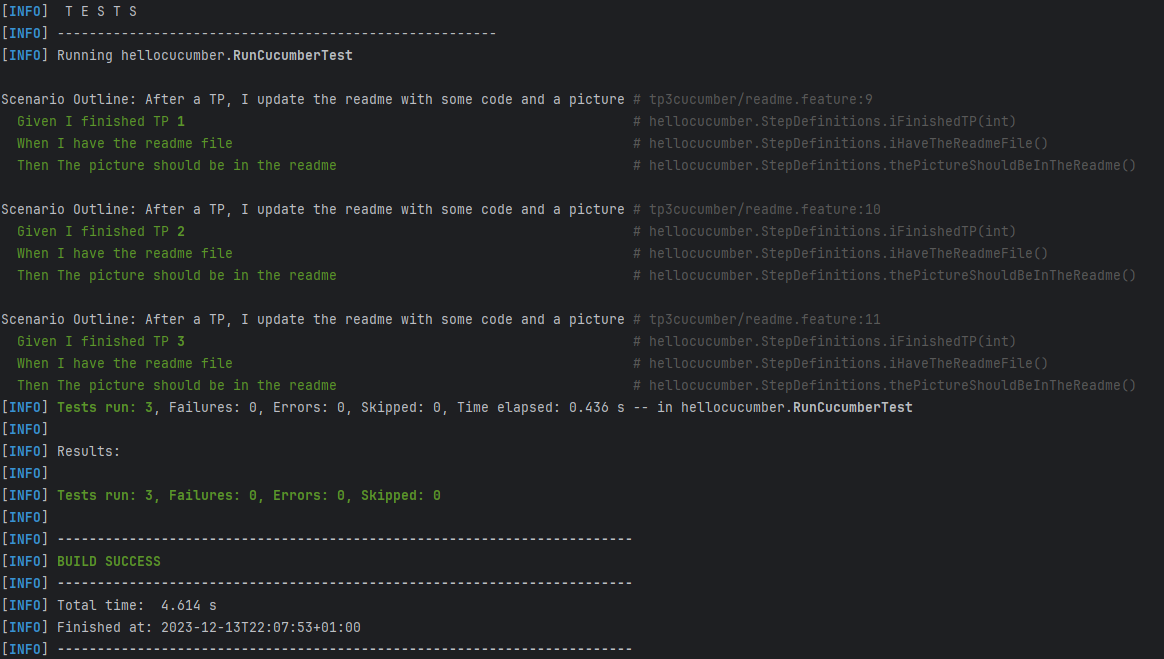 [INFO]  T E S T S
[INFO] -------------------------------------------------------
[INFO] Running hellocucumber.RunCucumberTest

Scenario Outline: After a TP, I update the readme with some code and a picture # tp3cucumber/readme.feature:9
  Given I finished TP 1                                                        # hellocucumber.StepDefinitions.iFinishedTP(int)
  When I have the readme file                                                  # hellocucumber.StepDefinitions.iHaveTheReadmeFile()
  Then The picture should be in the readme                                     # hellocucumber.StepDefinitions.thePictureShouldBeInTheReadme()

Scenario Outline: After a TP, I update the readme with some code and a picture # tp3cucumber/readme.feature:10
  Given I finished TP 2                                                        # hellocucumber.StepDefinitions.iFinishedTP(int)
  When I have the readme file                                                  # hellocucumber.StepDefinitions.iHaveTheReadmeFile()
  Then The picture should be in the readme                                     # hellocucumber.StepDefinitions.thePictureShouldBeInTheReadme()

Scenario Outline: After a TP, I update the readme with some code and a picture # tp3cucumber/readme.feature:11
  Given I finished TP 3                                                        # hellocucumber.StepDefinitions.iFinishedTP(int)
  When I have the readme file                                                  # hellocucumber.StepDefinitions.iHaveTheReadmeFile()
  Then The picture should be in the readme                                     # hellocucumber.StepDefinitions.thePictureShouldBeInTheReadme()
[INFO] Tests run: 3, Failures: 0, Errors: 0, Skipped: 0, Time elapsed: 0.436 s -- in hellocucumber.RunCucumberTest
[INFO]
[INFO] Results:
[INFO]
[INFO] Tests run: 3, Failures: 0, Errors: 0, Skipped: 0
[INFO]
[INFO] ------------------------------------------------------------------------
[INFO] BUILD SUCCESS
[INFO] ------------------------------------------------------------------------
[INFO] Total time:  4.614 s
[INFO] Finished at: 2023-12-13T22:07:53+01:00
[INFO] ------------------------------------------------------------------------